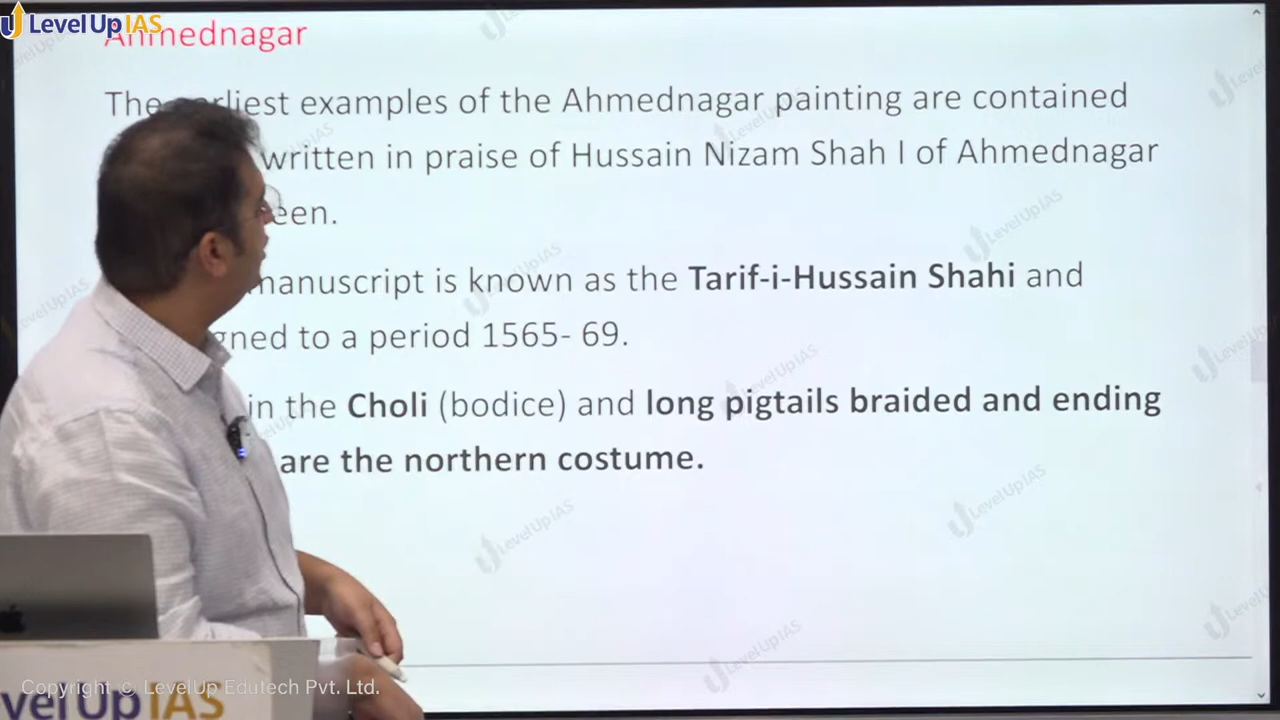 LevelUp IAS
Ahmednagar
The earliest examples of the Ahmednagar painting are contained
written in praise of Hussain Nizam Shah I of Ahmednagar
manuscript is known as the Tarif-i-Hussain Shahi and
to a period 1565- 69.
in the Choli (bodice) and long pigtails braided and ending
are the northern costume.
Copyright © LevelUp Edutech Pvt. Ltd.
LevelUp IAS